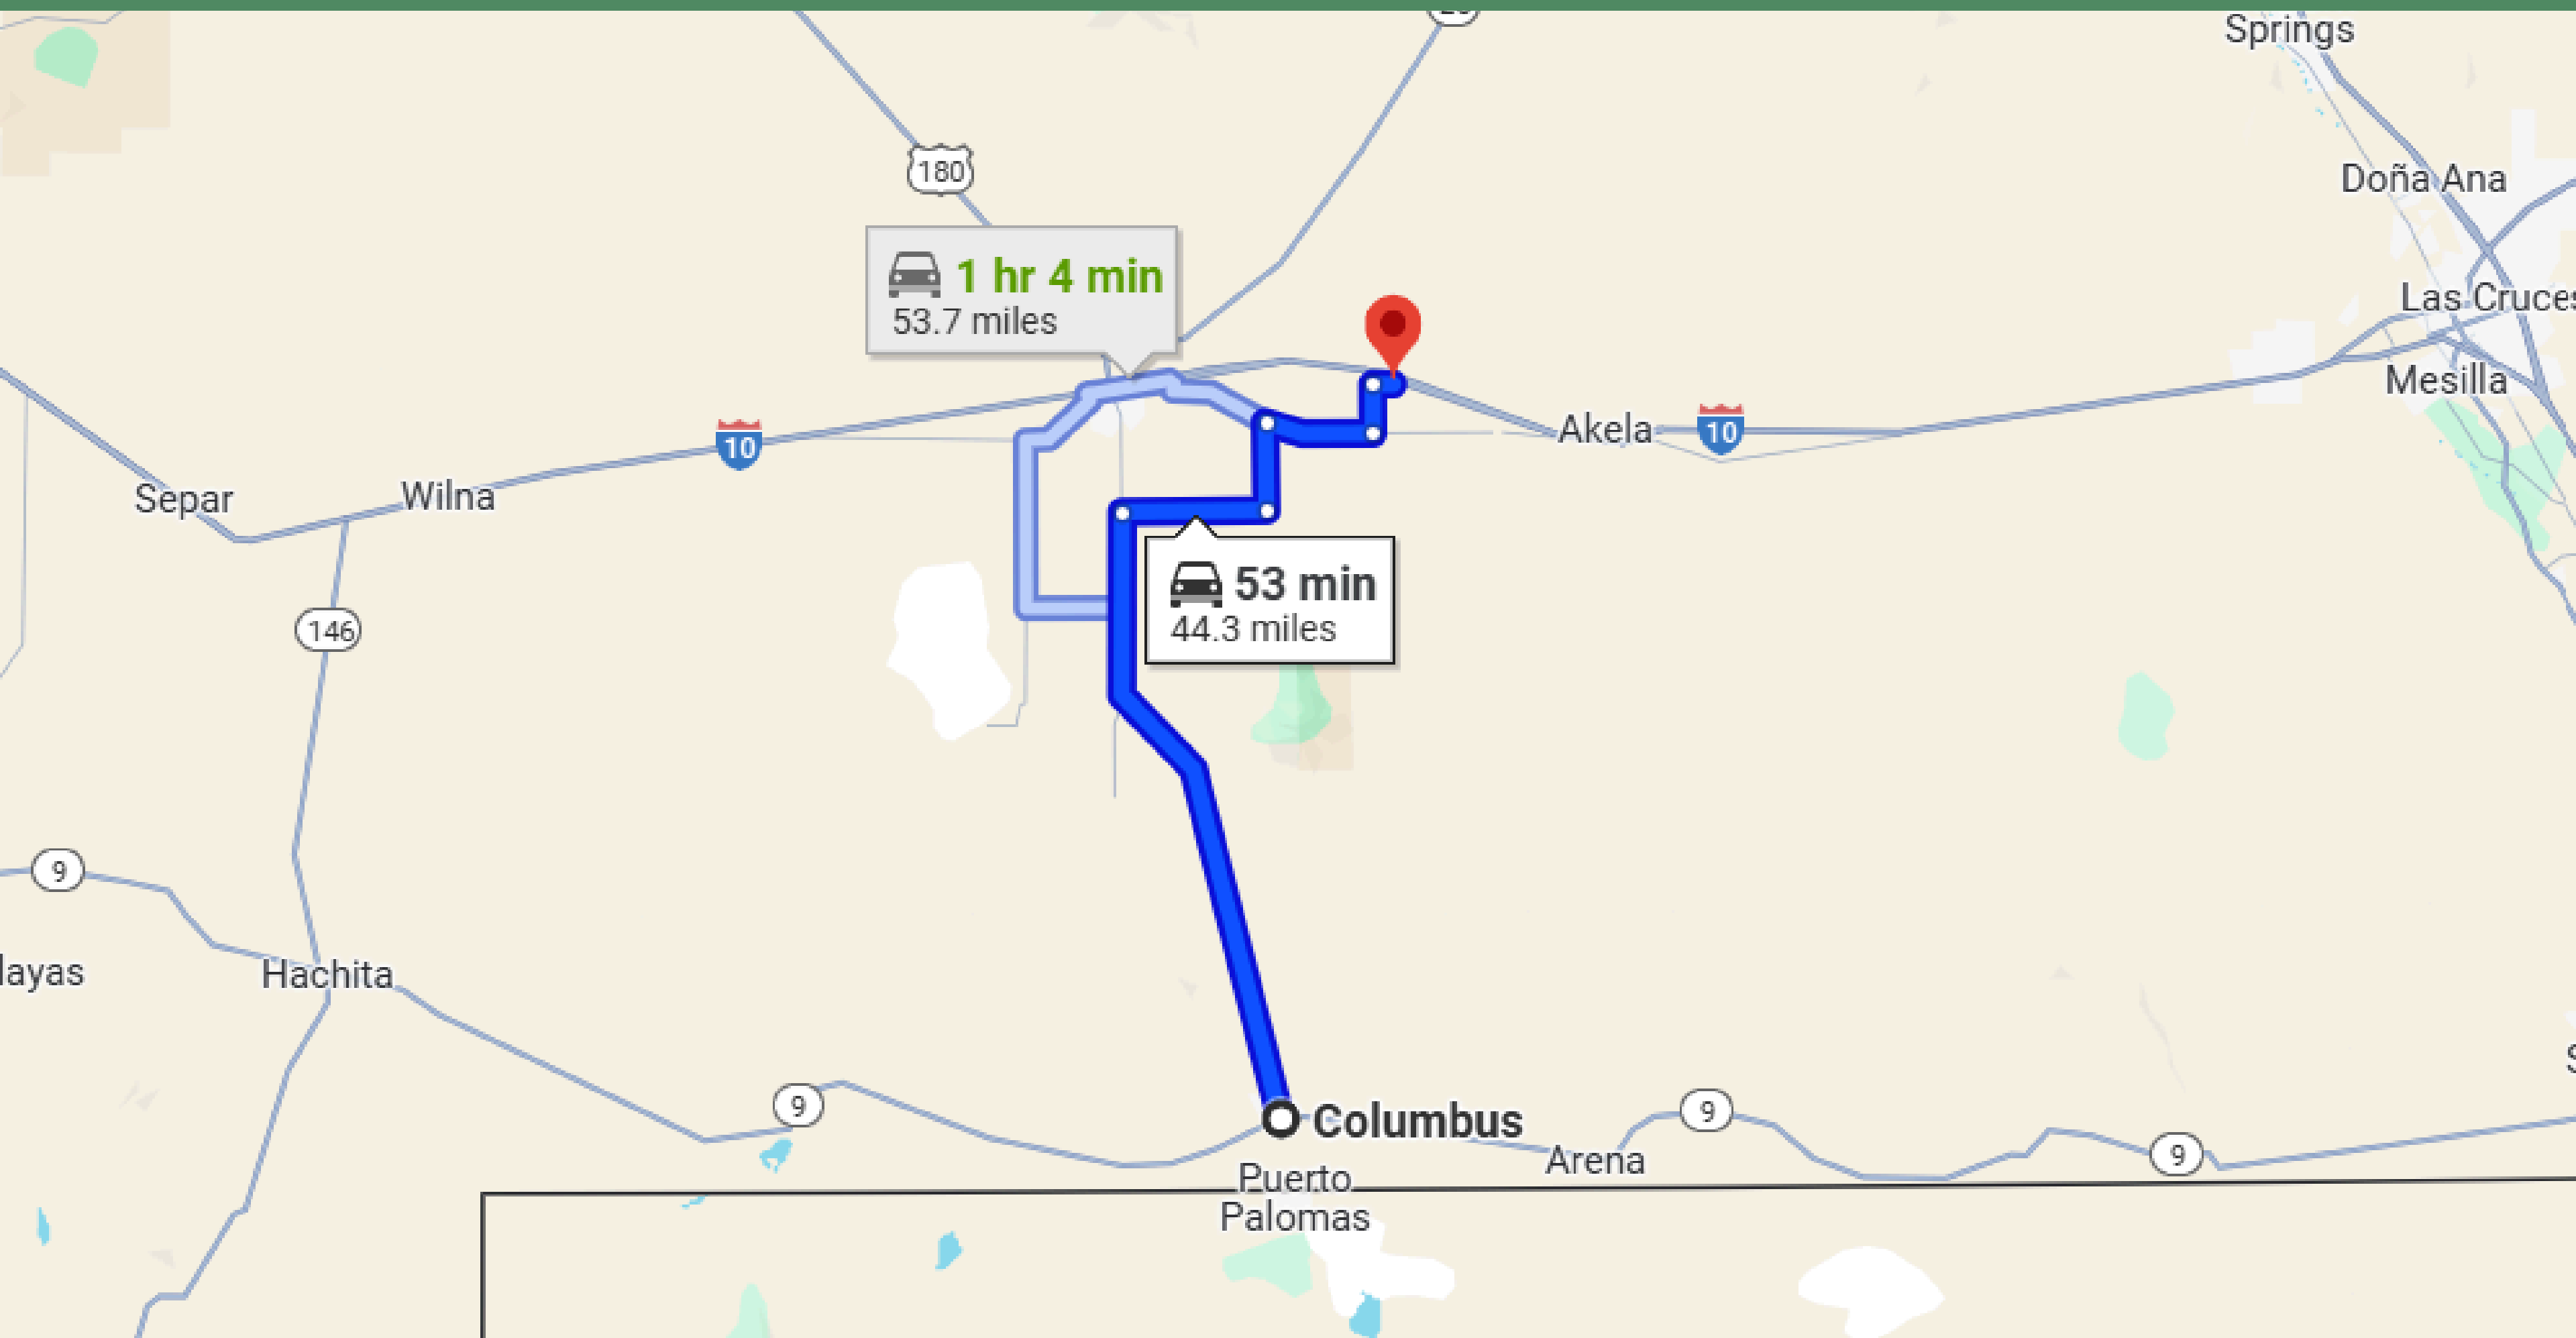 Springs
180
Doña Ana
1 hr 4 min
53.7 miles
Las Cruces
Mesilla
Akela
10
10
Separ
Wilna
53 min
44.3 miles
146
9
layas
Hachita
9
Columbus
9
Arena
9
Puerto
Palomas